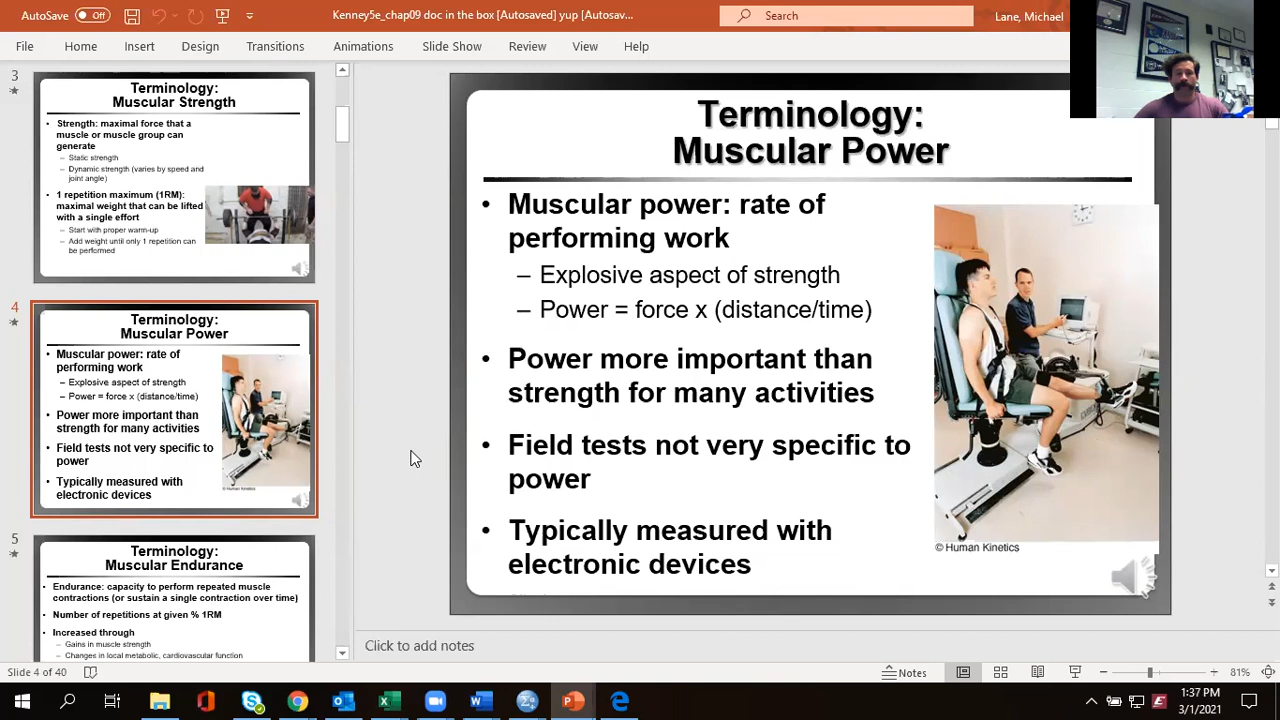 AutoSave Off
Kenney5e_chap09 doc in the box [Autosaved] yup [Autosav...
Search
Lane, Michael
File Home Insert Design Transitions Animations Slide Show Review View Help
3
Terminology:
Muscular Strength
• Strength: maximal force that a
muscle or muscle group can
generate
– Static strength
– Dynamic strength (varies by speed and
joint angle)
• 1 repetition maximum (1RM):
maximal weight that can be lifted
with a single effort
– Start with proper warm-up
– Add weight until only 1 repetition can
be performed
4
Terminology:
Muscular Power
• Muscular power: rate of
performing work
– Explosive aspect of strength
– Power = force x (distance/time)
• Power more important than
strength for many activities
• Field tests not very specific to
power
• Typically measured with
electronic devices
© Human Kinetics
5
Terminology:
Muscular Endurance
• Endurance: capacity to perform repeated muscle
contractions (or sustain a single contraction over time)
• Number of repetitions at given % 1RM
• Increased through
– Gains in muscle strength
– Changes in local metabolic, cardiovascular function
Terminology:
Muscular Power
• Muscular power: rate of
performing work
– Explosive aspect of strength
– Power = force x (distance/time)
• Power more important than
strength for many activities
• Field tests not very specific to
power
• Typically measured with
electronic devices
© Human Kinetics
Click to add notes
Slide 4 of 40
Notes
81%
1:37 PM
3/1/2021